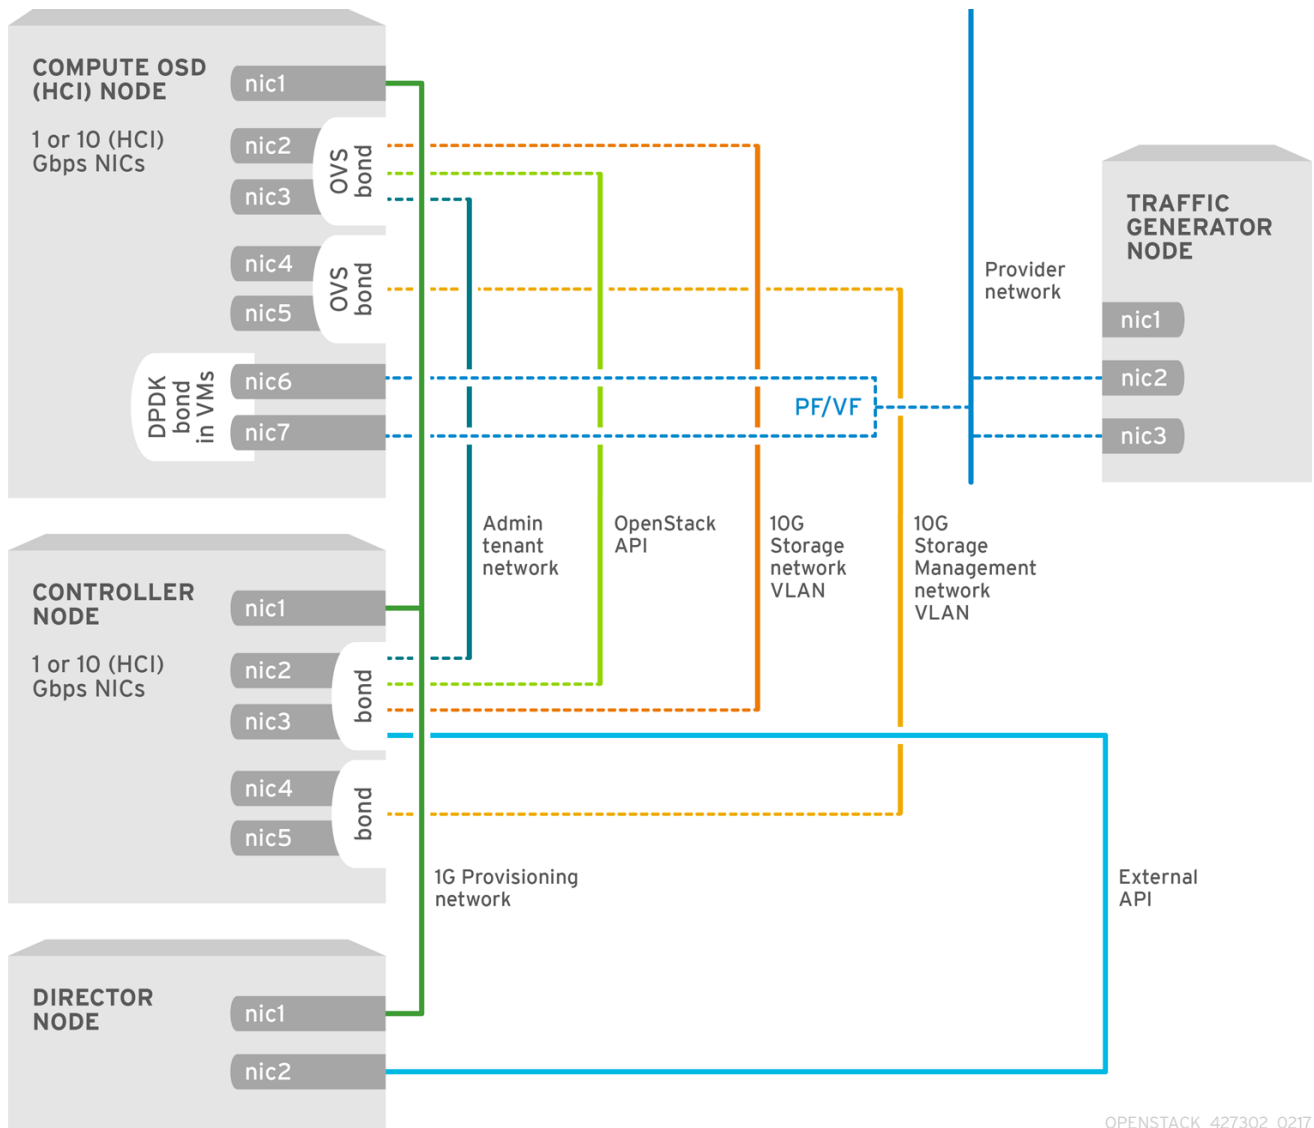 COMPUTE OSD
(HCI) NODE
1 or 10 (HCI)
Gbps NICs
nic1
nic2
nic3
OVS
bond
nic4
nic5
OVS
bond
nic6
nic7
DPDK
bond
in VMs
PF/VF
Provider
network
TRAFFIC
GENERATOR
NODE
nic1
nic2
nic3
Admin
tenant
network
OpenStack
API
10G
Storage
network
VLAN
10G
Storage
Management
network
VLAN
CONTROLLER
NODE
1 or 10 (HCI)
Gbps NICs
nic1
nic2
nic3
bond
nic4
nic5
bond
1G Provisioning
network
External
API
DIRECTOR
NODE
nic1
nic2
OPENSTACK_427302_0217